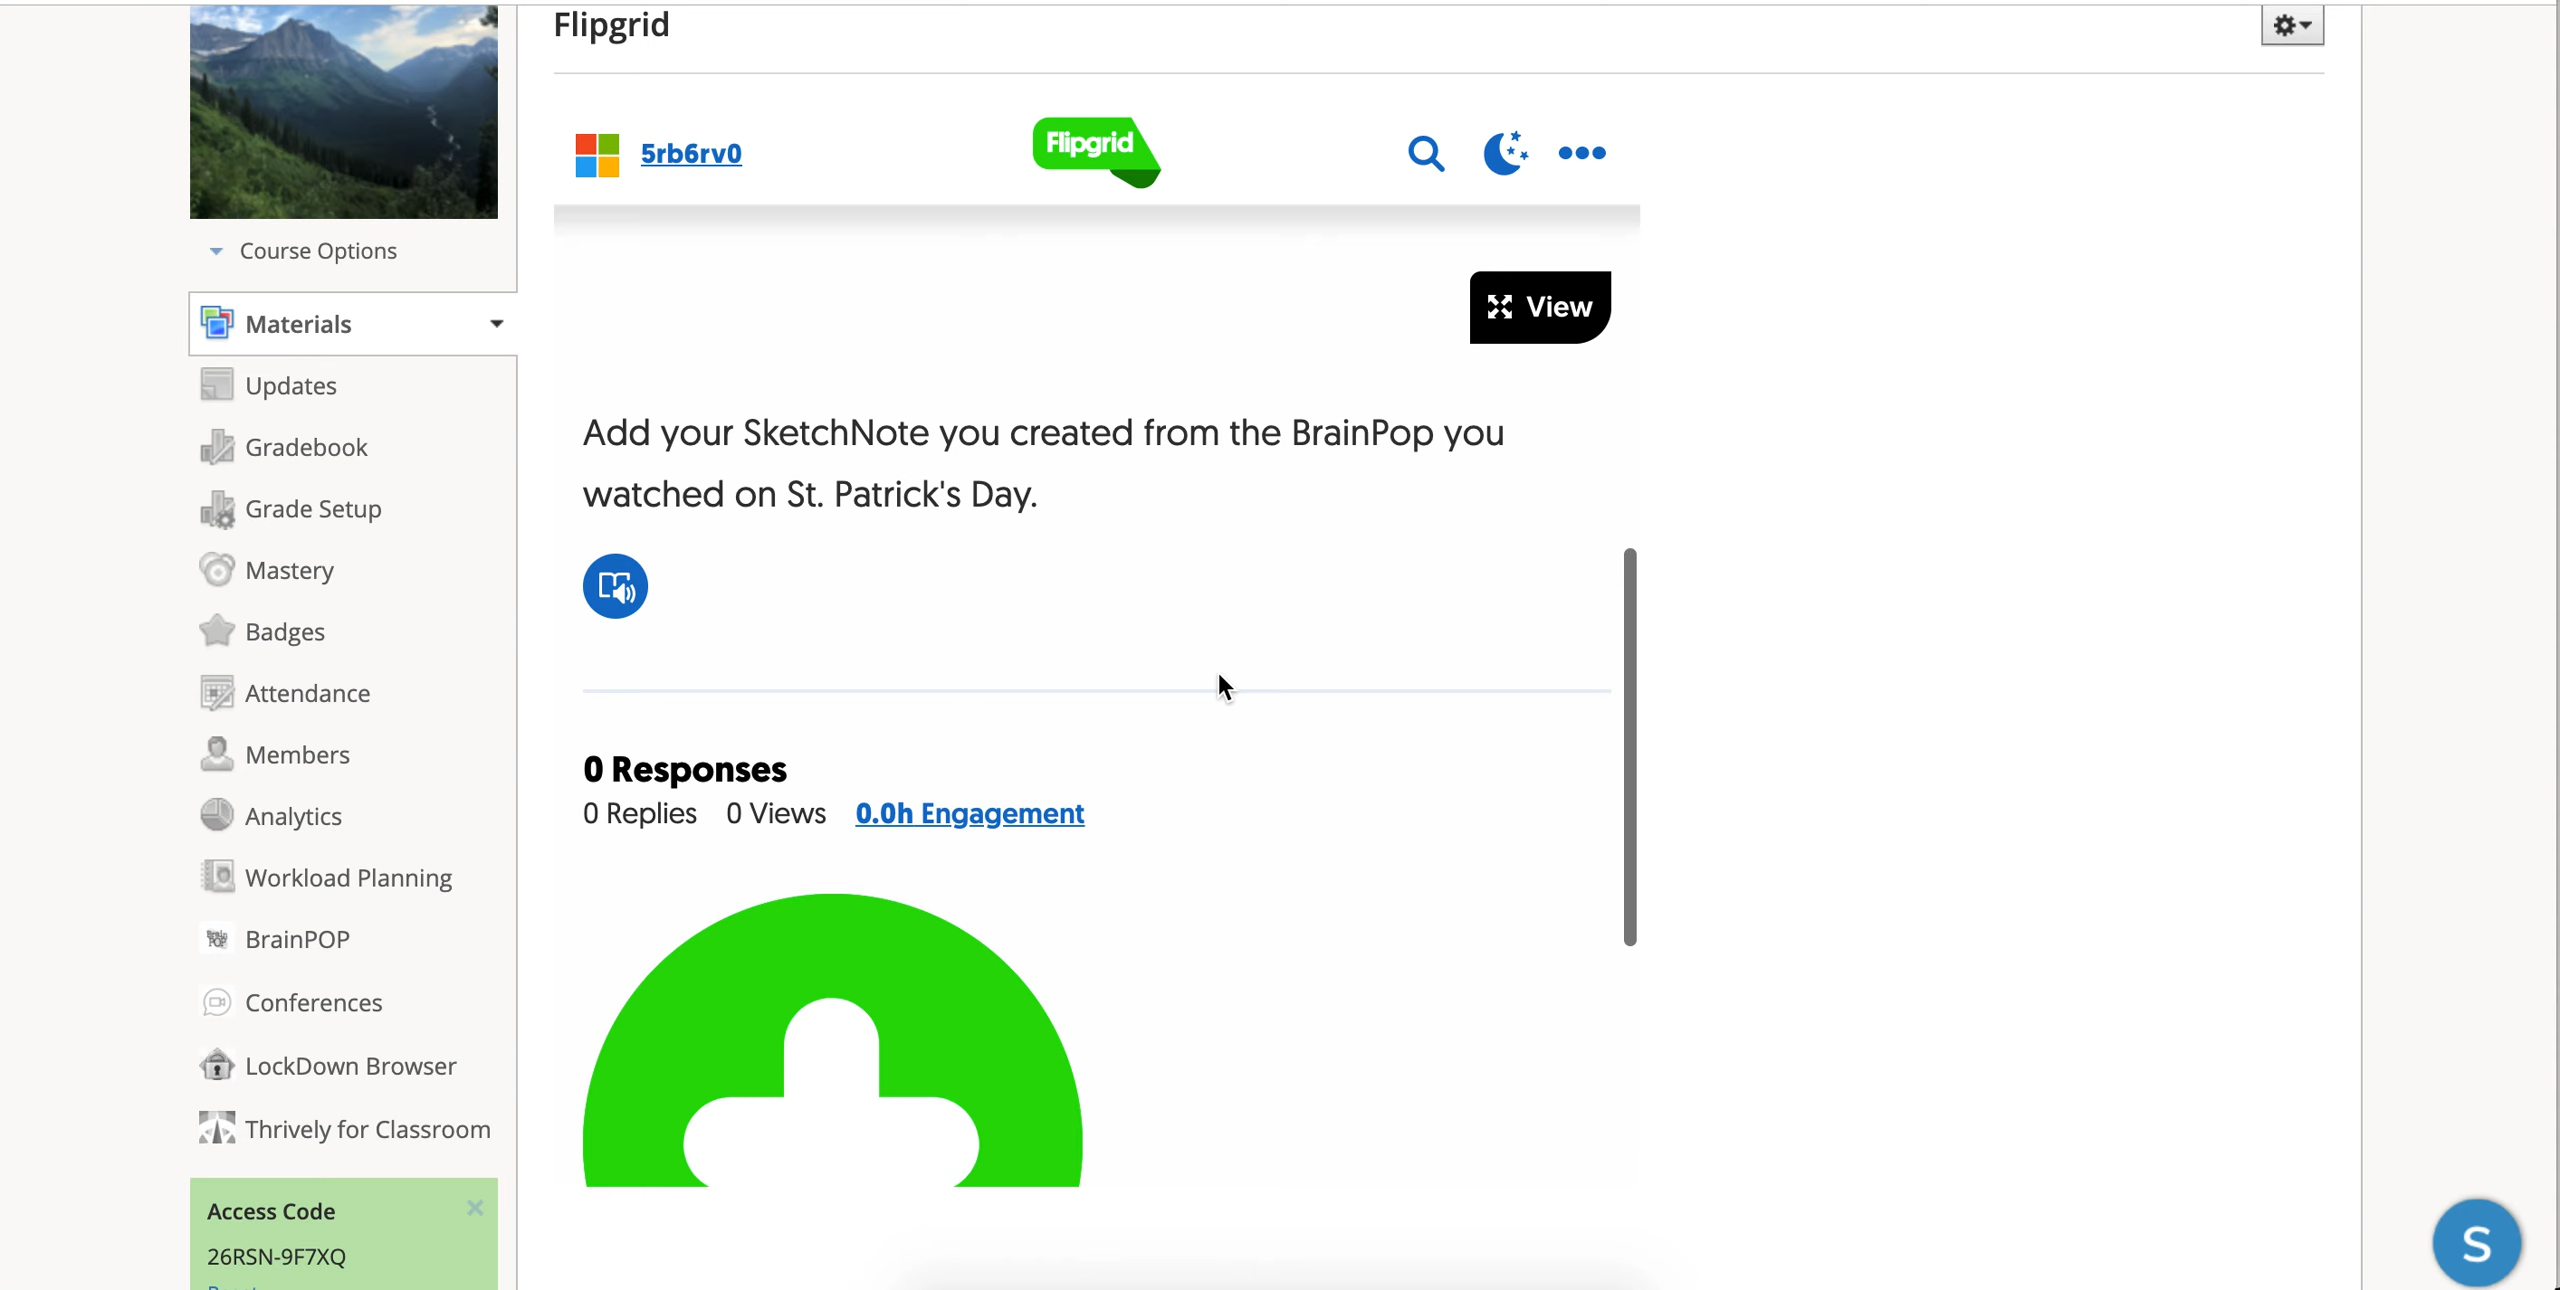 Flipgrid
5rb6rv0
Flipgrid
Course Options
View
Materials
Updates
Gradebook
Grade Setup
Mastery
Badges
Attendance
Members
Analytics
Workload Planning
BrainPOP
Conferences
LockDown Browser
Thrively for Classroom
Access Code
26RSN-9F7XQ
Add your SketchNote you created from the BrainPop you
watched on St. Patrick's Day.
0 Responses
0 Replies 0 Views 0.0h Engagement
S